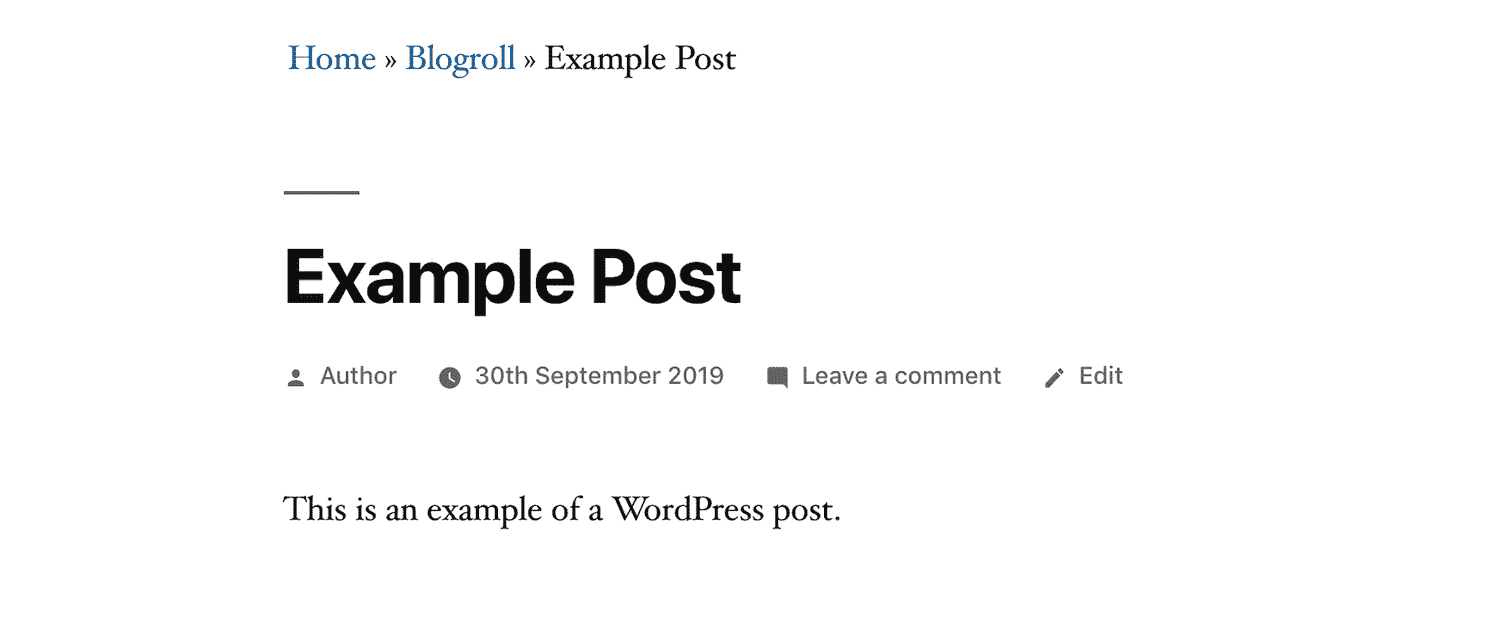 Home » Blogroll » Example Post
Example Post
Author 30th September 2019 Leave a comment Edit
This is an example of a WordPress post.